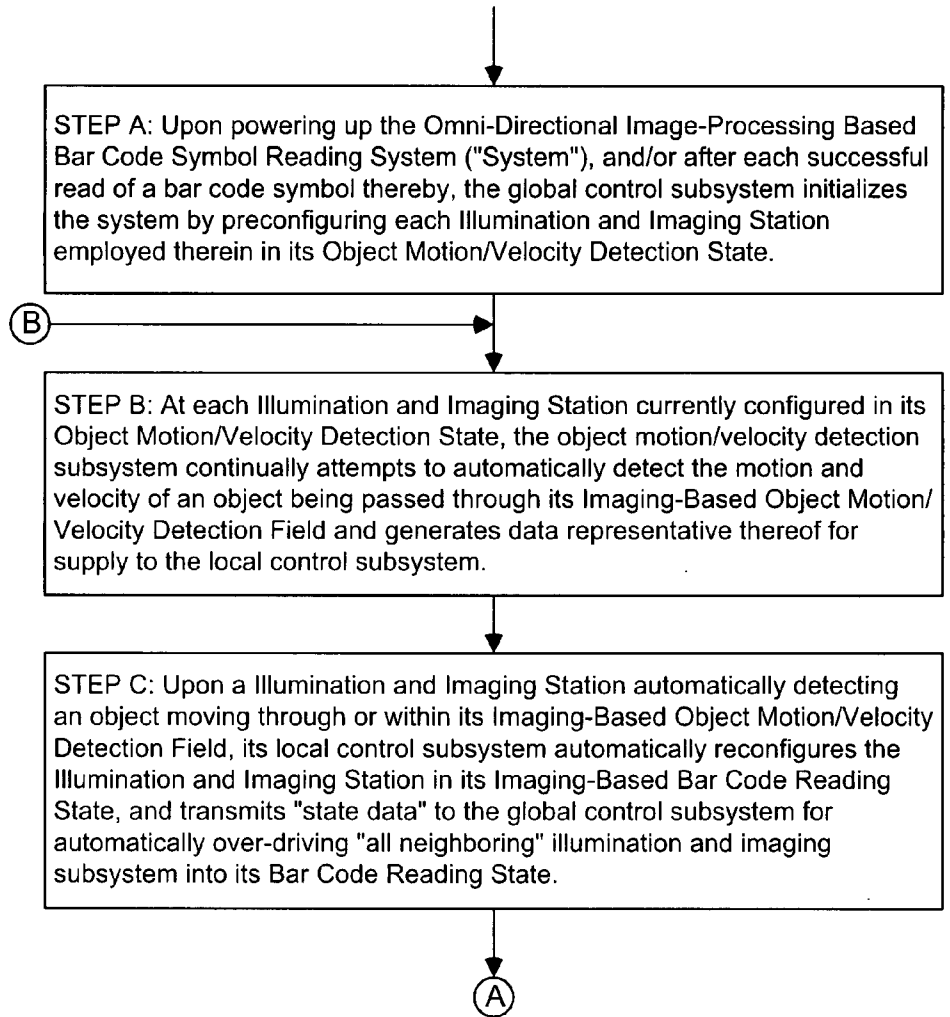 STEP A: Upon powering up the Omni-Directional Image-Processing Based
Bar Code Symbol Reading System ("System"), and/or after each successful
read of a bar code symbol thereby, the global control subsystem initializes
the system by preconfiguring each Illumination and Imaging Station
employed therein in its Object Motion/Velocity Detection State.
B
STEP B: At each Illumination and Imaging Station currently configured in its
Object Motion/Velocity Detection State, the object motion/velocity detection
subsystem continually attempts to automatically detect the motion and
velocity of an object being passed through its Imaging-Based Object Motion/
Velocity Detection Field and generates data representative thereof for
supply to the local control subsystem.
STEP C: Upon a Illumination and Imaging Station automatically detecting
an object moving through or within its Imaging-Based Object Motion/Velocity
Detection Field, its local control subsystem automatically reconfigures the
Illumination and Imaging Station in its Imaging-Based Bar Code Reading
State, and transmits "state data" to the global control subsystem for
automatically over-driving "all neighboring" illumination and imaging
subsystem into its Bar Code Reading State.
A